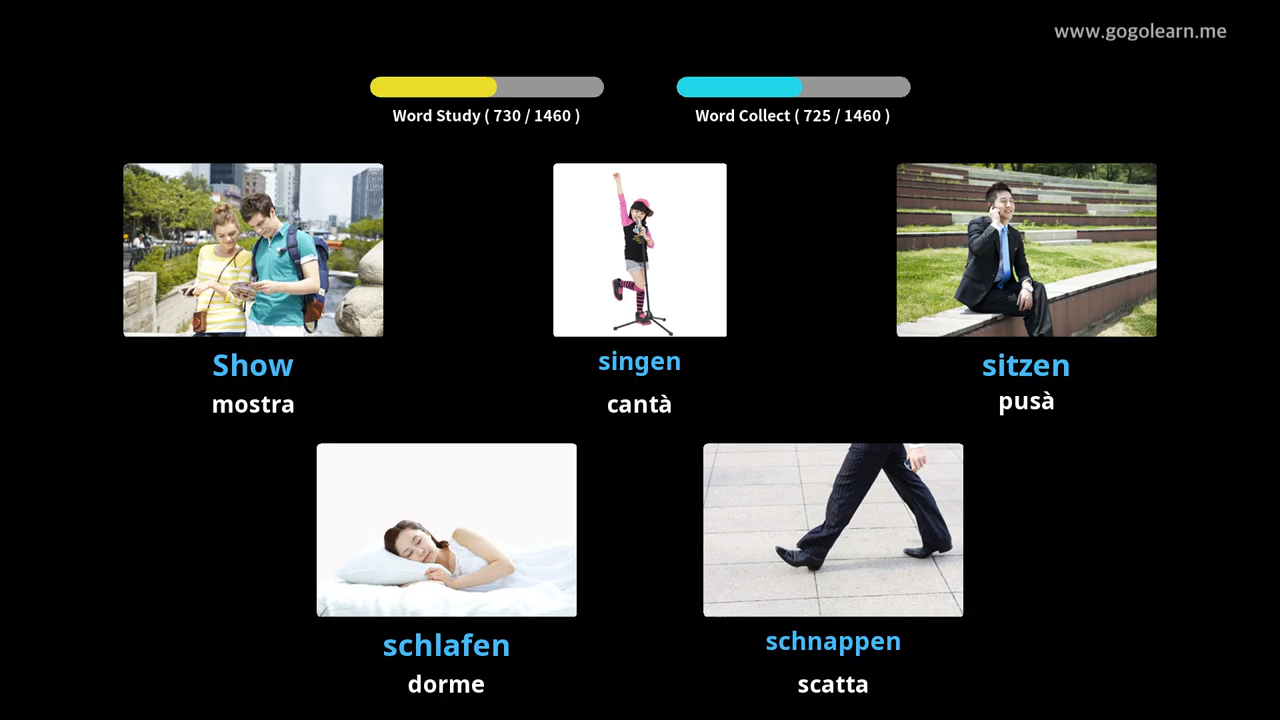 www.gogolearn.me
Word Study ( 730 / 1460 )
Word Collect ( 725 / 1460 )
Show
mostra
singen
cantà
sitzen
pusà
schlafen
dorme
schnappen
scatta